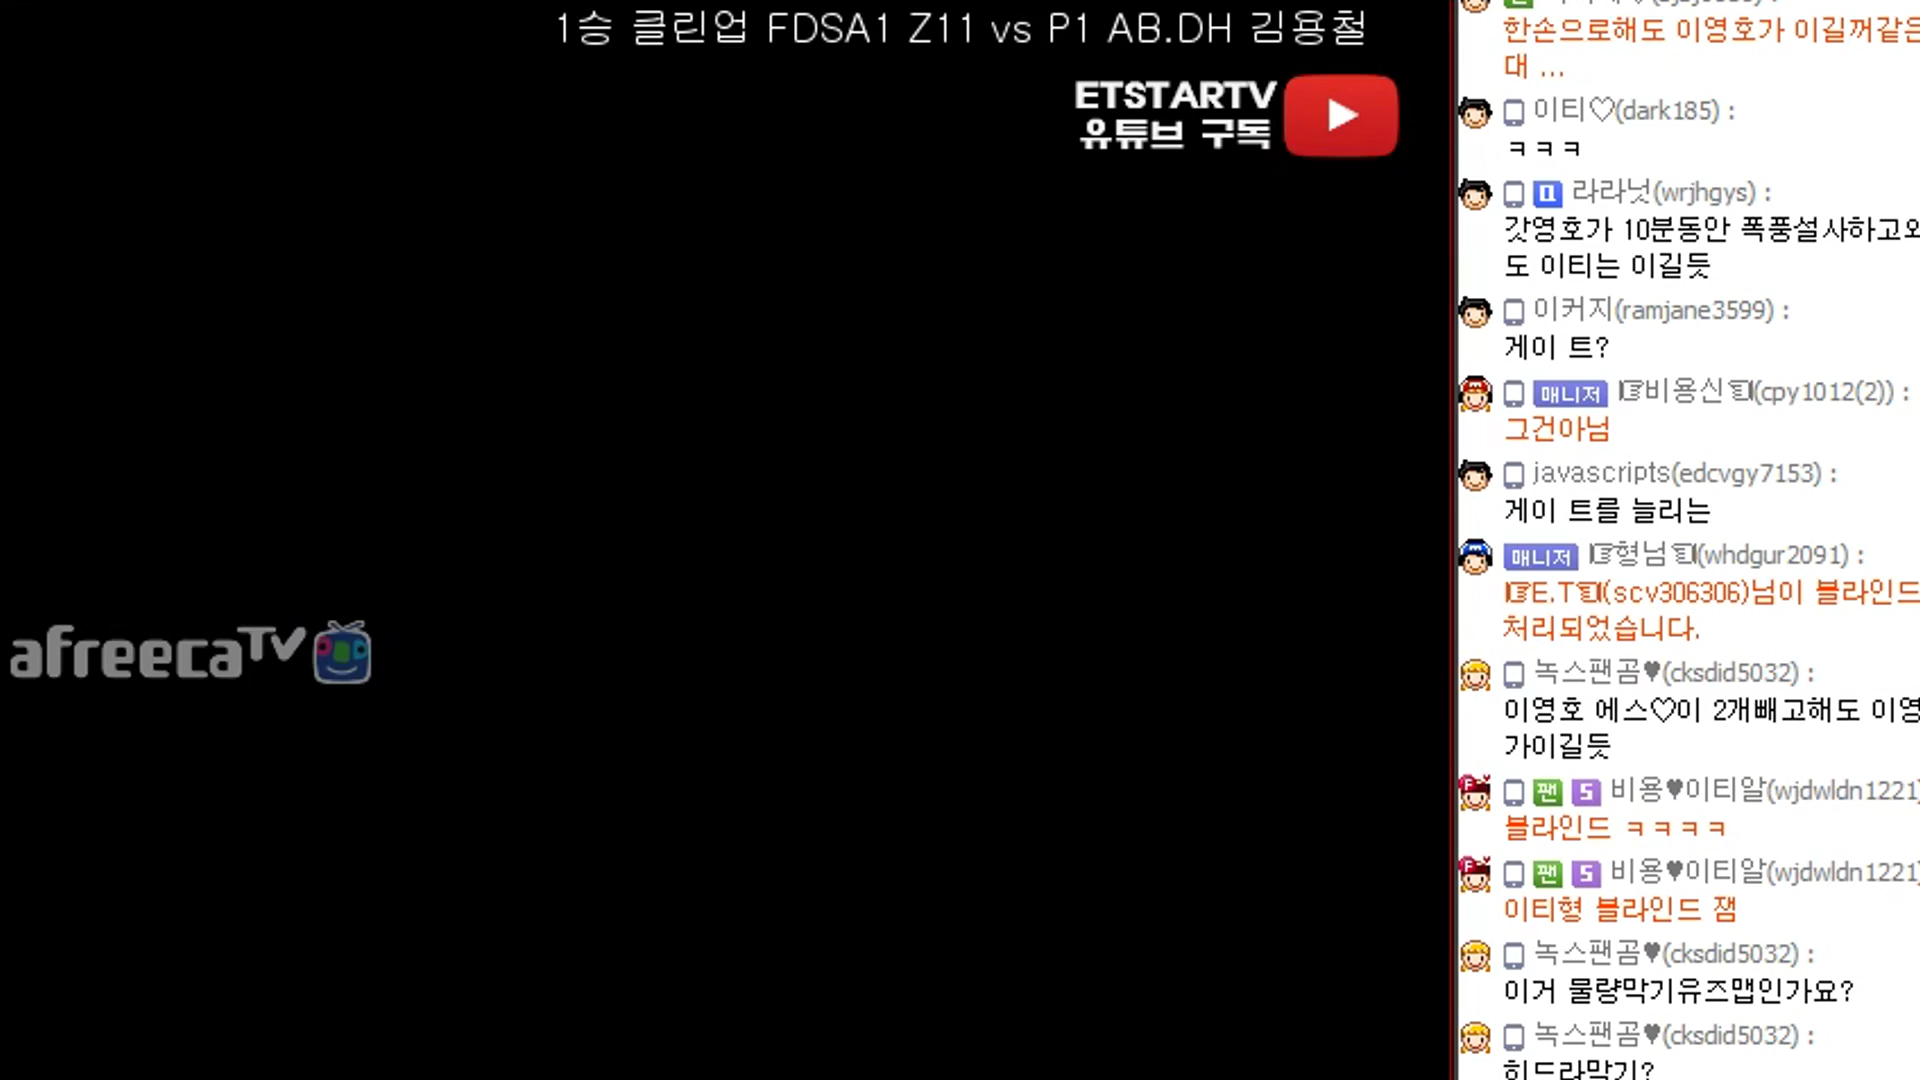 1승 클린업 FDSA1 Z11 vs P1 AB.DH 김용철
ETSTARTV
유튜브 구독
afreecaTV
한손으로해도 이영호가 이길꺼같은
대 ...
이티♡(dark185) :
ㅋㅋㅋ
라라넛(wrjhgys) :
갓영호가 10분동안 폭풍설사하고와
도 이티는 이길듯
이커지(ramjane3599) :
게이 트?
매니저 ☞비용신☜(cpy1012(2)) :
그건아님
javascripts(edcvgy7153) :
게이 트를 늘리는
매니저 ☞형님☜(whdgur2091) :
☞E.T☜(scv306306)님이 블라인드
처리되었습니다.
녹스팬곰♥(cksdid5032) :
이영호 에스♡이 2개빼고해도 이영
가이길듯
팬 5 비용♥이티알(wjdwldn1221)
블라인드 ㅋㅋㅋㅋ
팬 5 비용♥이티알(wjdwldn1221)
이티형 블라인드 잼
녹스팬곰♥(cksdid5032) :
이거 물량막기유즈맵인가요?
녹스팬곰♥(cksdid5032) :
히드라막기?